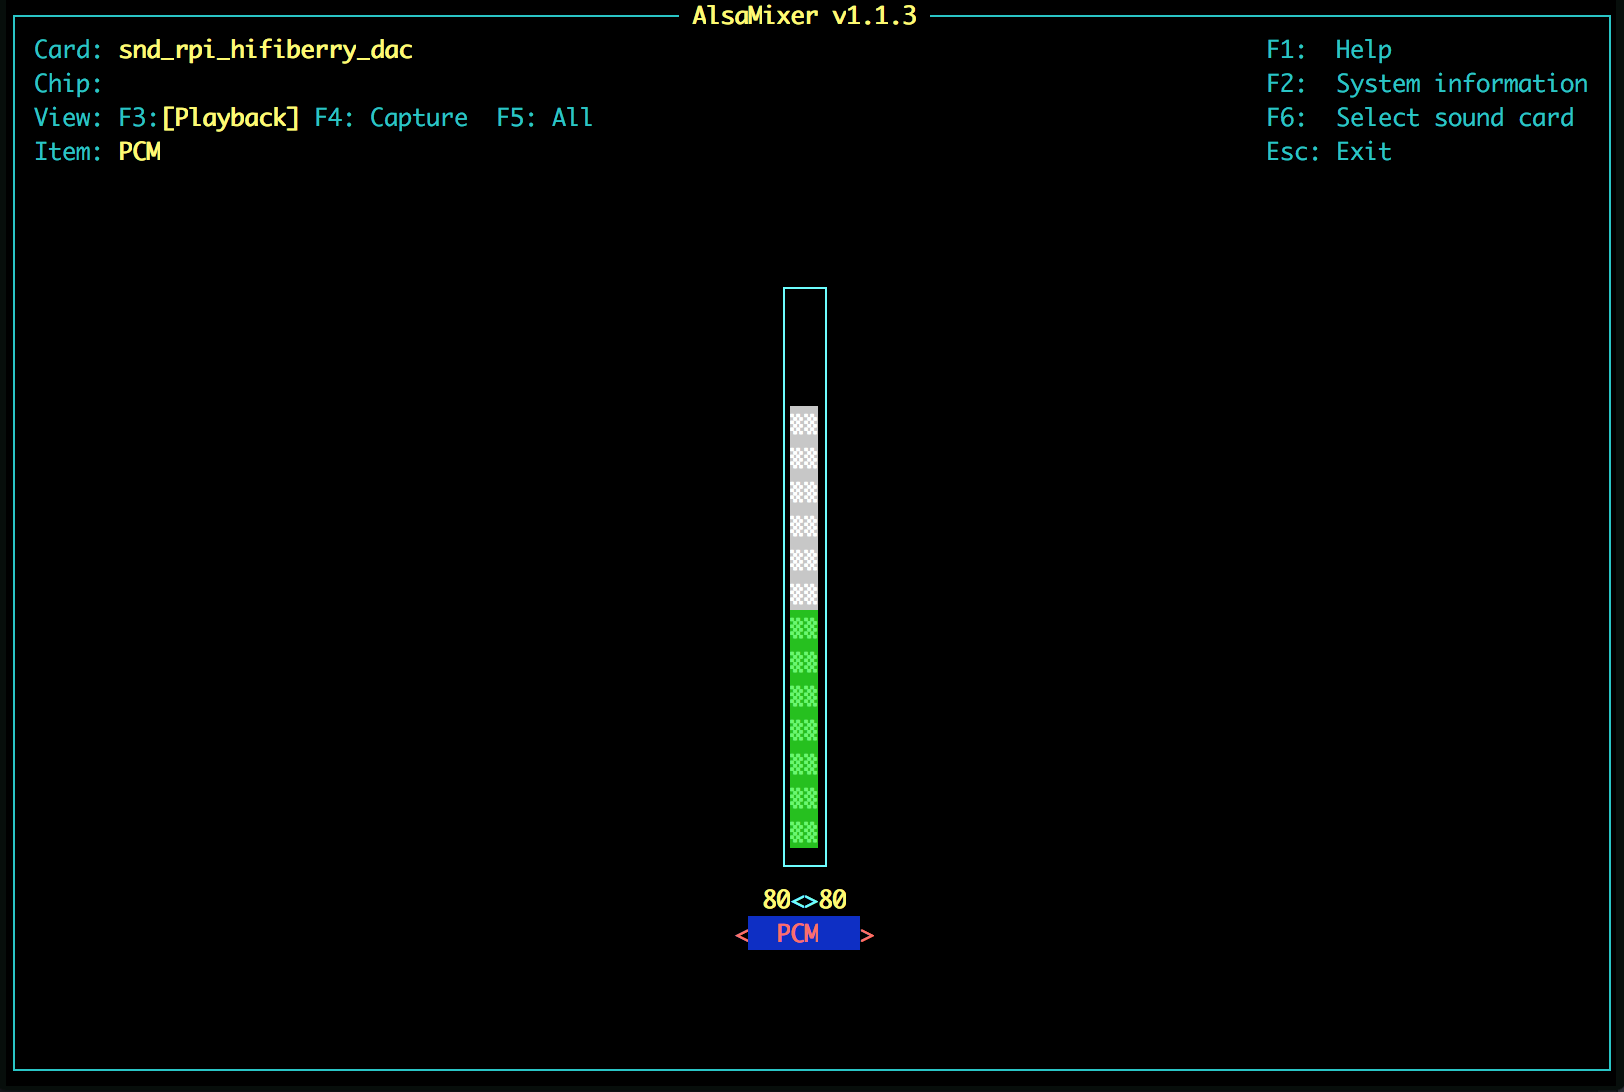 AlsaMixer v1.1.3
Card: snd_rpi_hifiberry_dac F1: Help
Chip: F2: System information
View: F3:[Playback] F4: Capture F5: All F6: Select sound card
Item: PCM Esc: Exit
80<>80
< PCM >